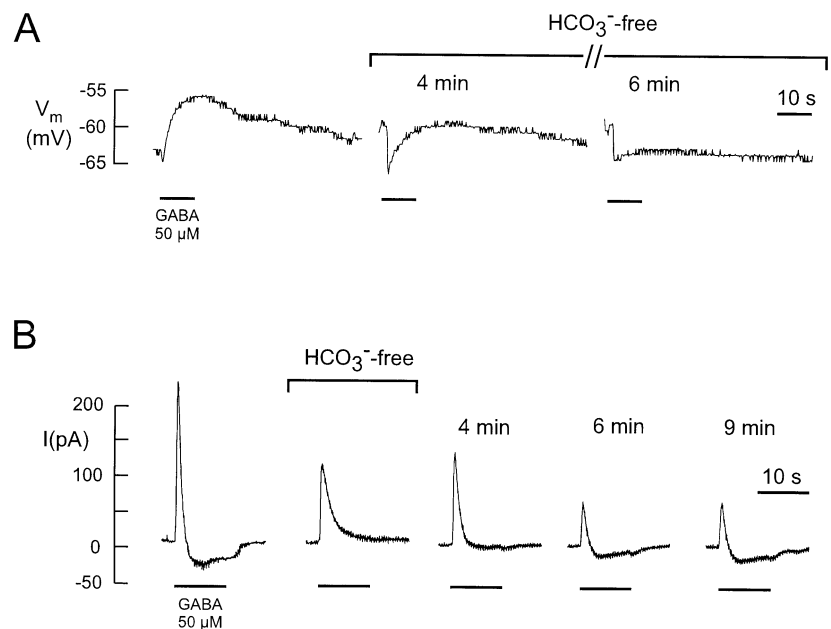 A
HCO₃⁻-free
4 min
6 min
10 s
Vm
(mV)
-55
-60
-65
GABA
50 µM
B
HCO₃⁻-free
4 min
6 min
9 min
10 s
I(pA)
200
100
0
-50
GABA
50 µM